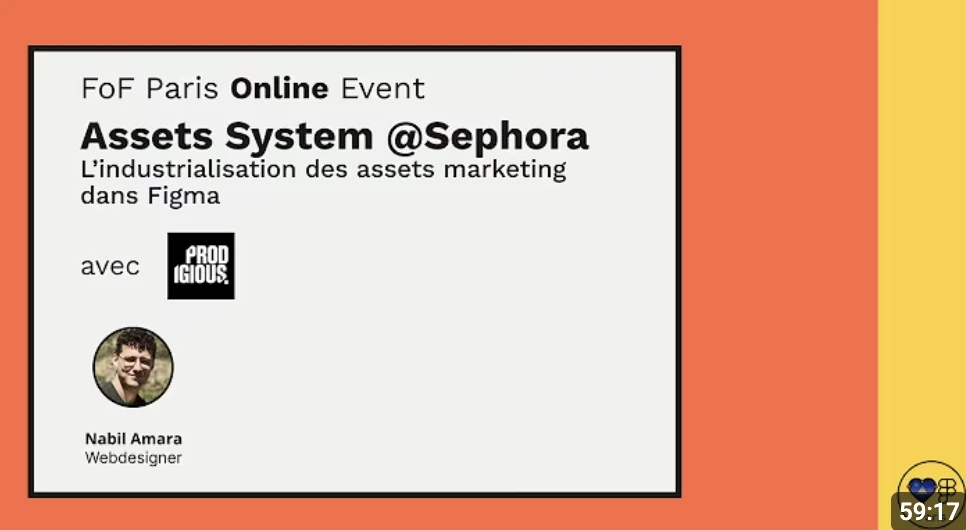 FoF Paris Online Event
Assets System @Sephora
L’industrialisation des assets marketing
dans Figma
avec
PROD
IGIOUS.
Nabil Amara
Webdesigner
59:17